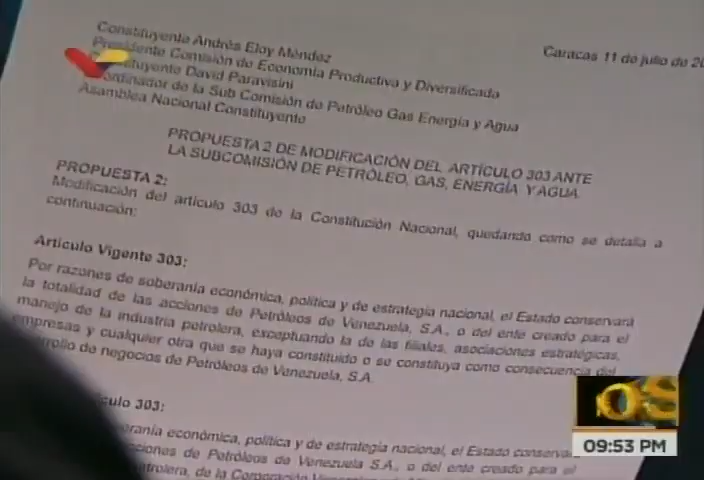 Constituyente Andrés Eloy Méndez
Caracas 11 de julio de 20
Presidente Comisión de Economía Productiva y Diversificada
Constituyente David Paravisini
Coordinador de la Sub Comisión de Petróleo Gas Energía y Agua
Asamblea Nacional Constituyente
PROPUESTA 2 DE MODIFICACIÓN DEL ARTÍCULO 303 ANTE
LA SUBCOMISIÓN DE PETRÓLEO, GAS, ENERGÍA Y AGUA.
PROPUESTA 2:
Modificación del artículo 303 de la Constitución Nacional, quedando como se detalla a
continuación:
Artículo Vigente 303:
Por razones de soberanía económica, política y de estrategia nacional, el Estado conservará
la totalidad de las acciones de Petróleos de Venezuela, S.A., o del ente creado para el
manejo de la industria petrolera, exceptuando la de las filiales, asociaciones estratégicas,
empresas y cualquier otra que se haya constituido o se constituya como consecuencia del
desarrollo de negocios de Petróleos de Venezuela, S.A.
ículo 303:
beranía económica, política y de estrategia nacional, el Estado conserva
cciones de Petróleos de Venezuela S.A., o del ente creado para el
etrolera, de la Corporación
09:53 PM